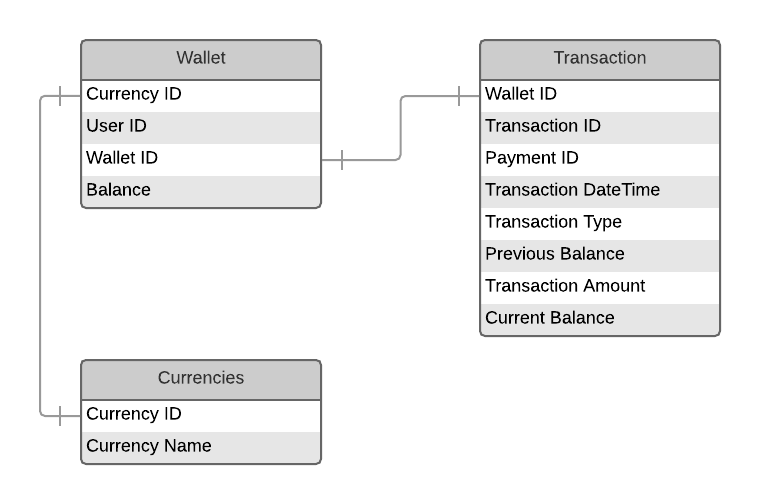 Wallet
Currency ID
User ID
Wallet ID
Balance
Transaction
Wallet ID
Transaction ID
Payment ID
Transaction DateTime
Transaction Type
Previous Balance
Transaction Amount
Current Balance
Currencies
Currency ID
Currency Name